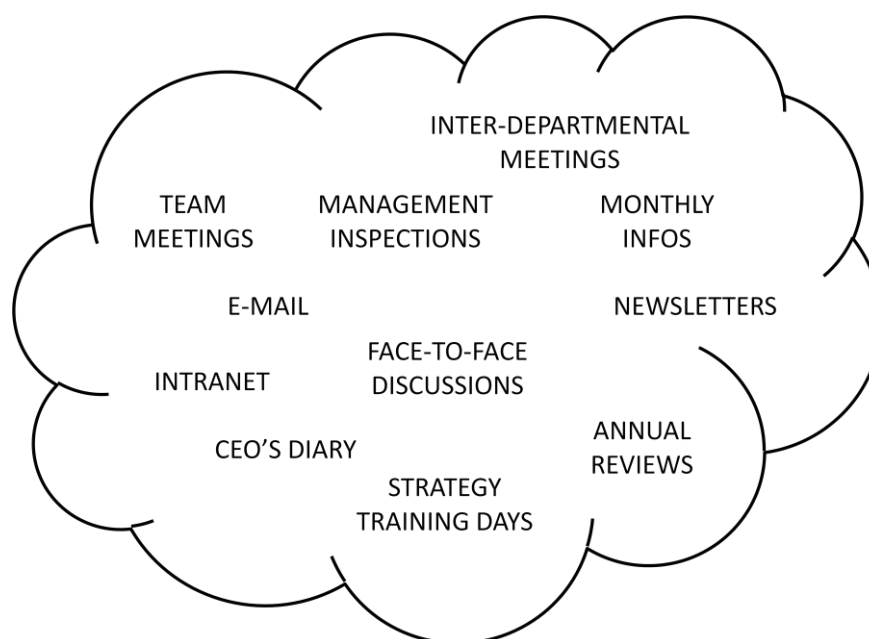 INTER-DEPARTMENTAL
MEETINGS
TEAM
MEETINGS
MANAGEMENT
INSPECTIONS
MONTHLY
INFOS
E-MAIL
NEWSLETTERS
FACE-TO-FACE
DISCUSSIONS
INTRANET
CEO’S DIARY
ANNUAL
REVIEWS
STRATEGY
TRAINING DAYS